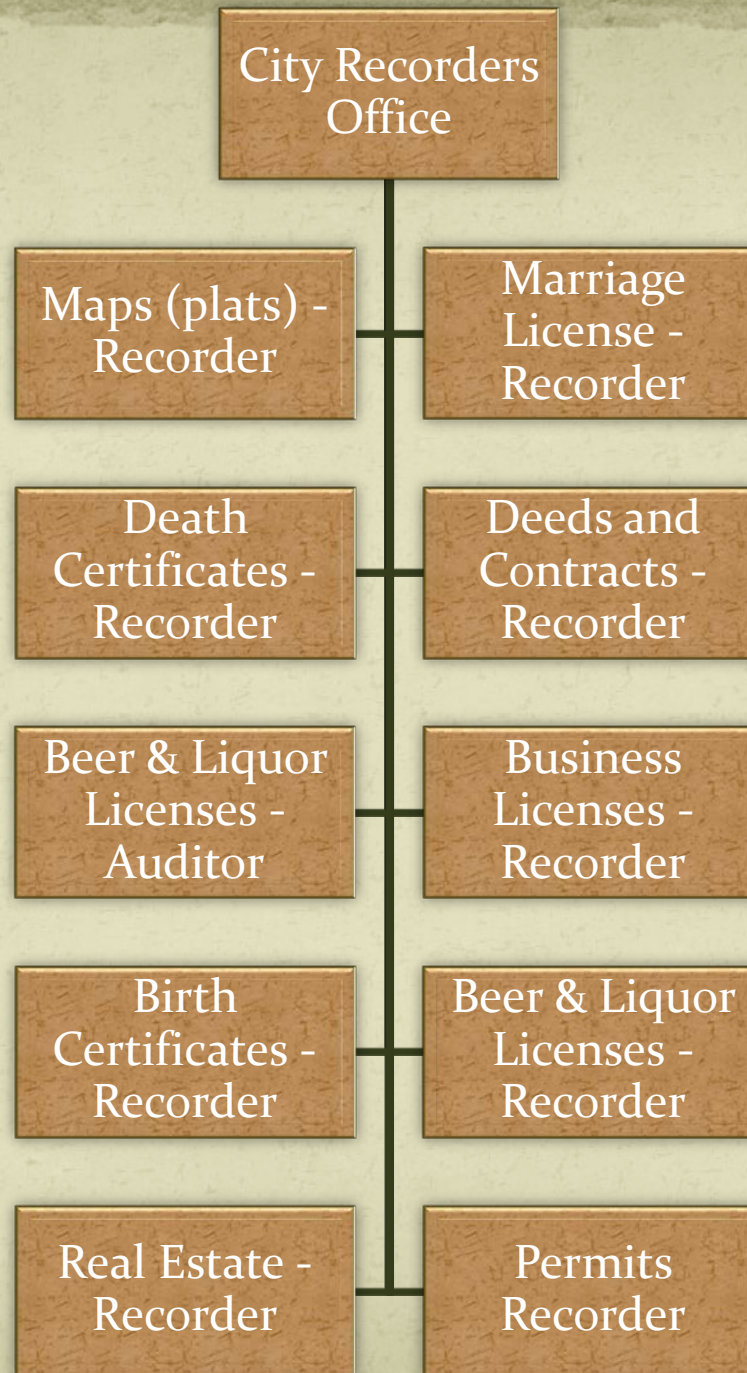 City Recorders
Office
Maps (plats) -
Recorder
Marriage
License -
Recorder
Death
Certificates -
Recorder
Deeds and
Contracts -
Recorder
Beer & Liquor
Licenses -
Auditor
Business
Licenses -
Recorder
Birth
Certificates -
Recorder
Beer & Liquor
Licenses -
Recorder
Real Estate -
Recorder
Permits
Recorder